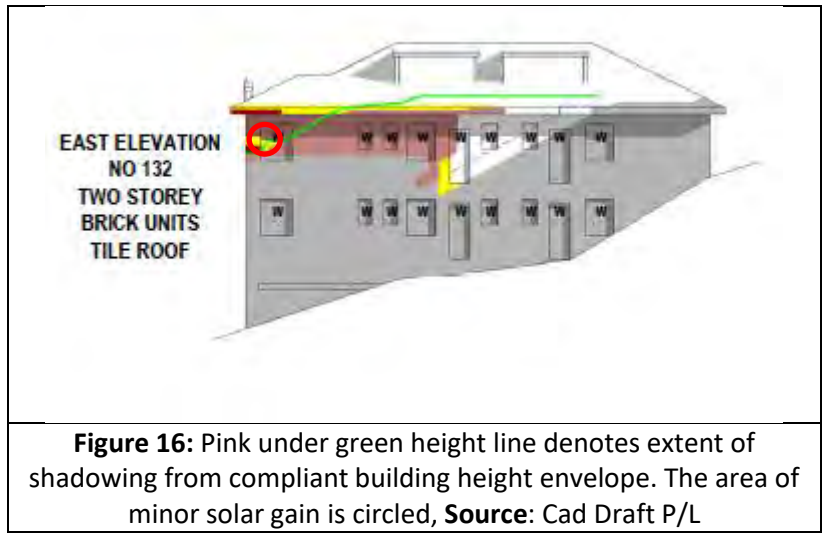 EAST ELEVATION
NO 132
TWO STOREY
BRICK UNITS
TILE ROOF
W W W W W W W W W
W W W W W W W W W
Figure 16: Pink under green height line denotes extent of
shadowing from compliant building height envelope. The area of
minor solar gain is circled, Source: Cad Draft P/L